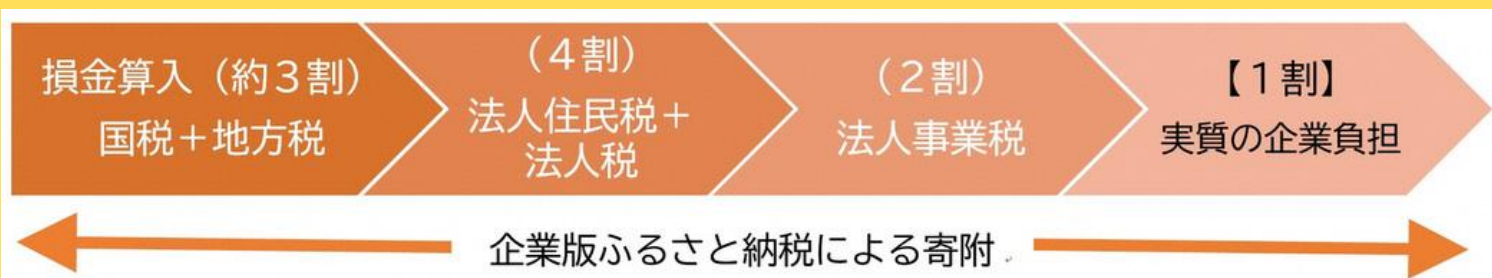 損金算入（約３割）
国税＋地方税
（４割）
法人住民税＋
法人税
（２割）
法人事業税
【１割】
実質の企業負担
企業版ふるさと納税による寄附